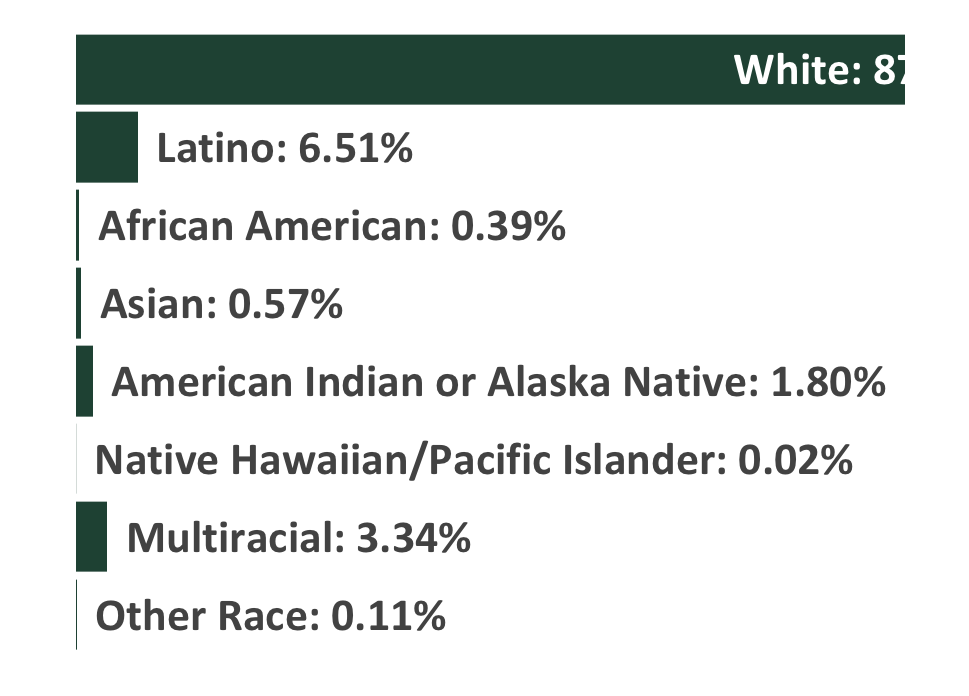 White: 87
Latino: 6.51%
African American: 0.39%
Asian: 0.57%
American Indian or Alaska Native: 1.80%
Native Hawaiian/Pacific Islander: 0.02%
Multiracial: 3.34%
Other Race: 0.11%